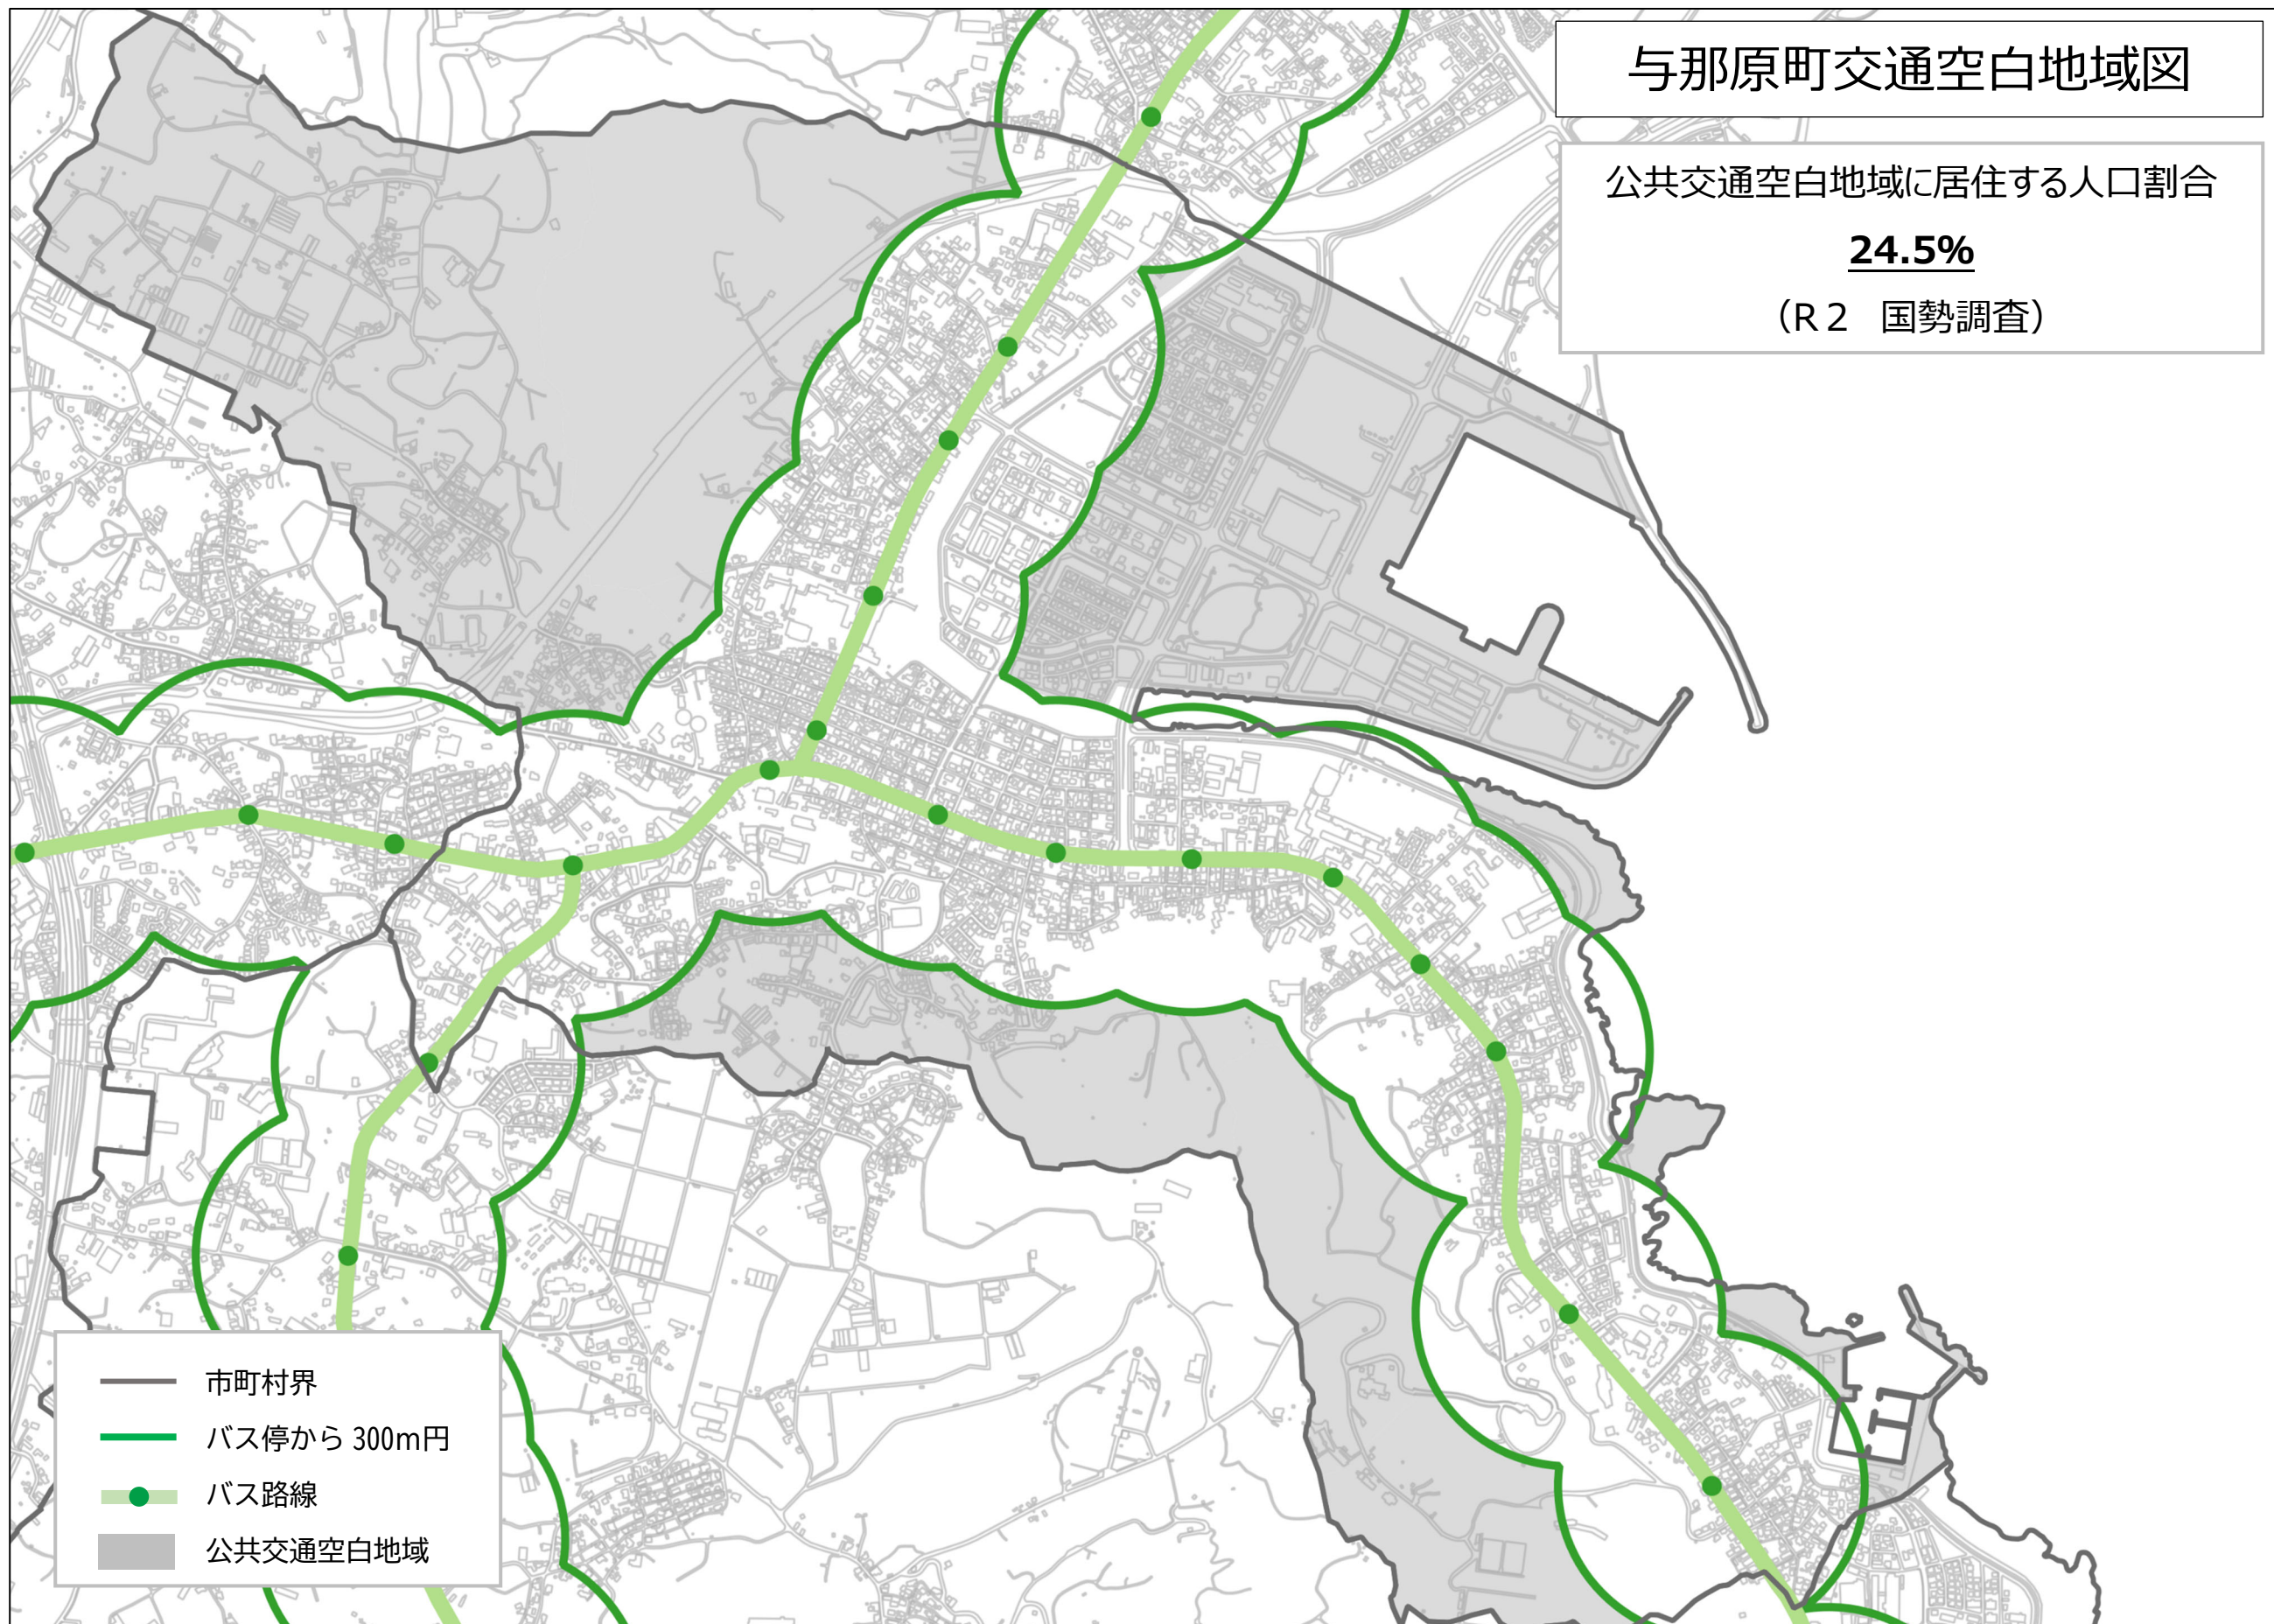 与那原町交通空白地域図
公共交通空白地域に居住する人口割合
24.5%
（R２　国勢調査）
市町村界
バス停から 300m円
バス路線
公共交通空白地域